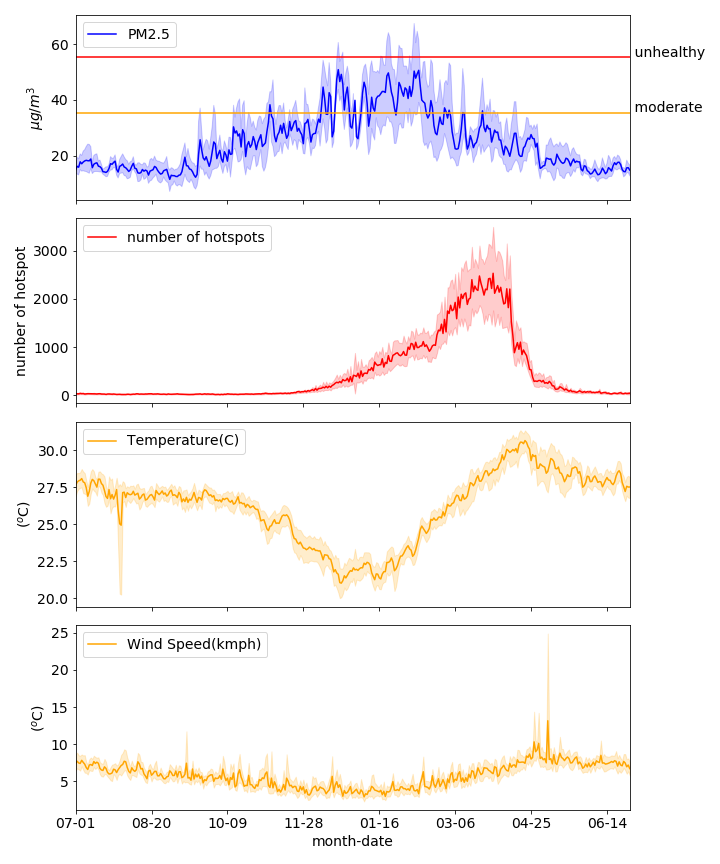 PM2.5
60
40
20
μg/m³
unhealthy
moderate
number of hotspots
3000
2000
1000
0
number of hotspot
Temperature(C)
30.0
27.5
25.0
22.5
20.0
(°C)
Wind Speed(kmph)
25
20
15
10
5
(°C)
07-01 08-20 10-09 11-28 01-16 03-06 04-25 06-14
month-date